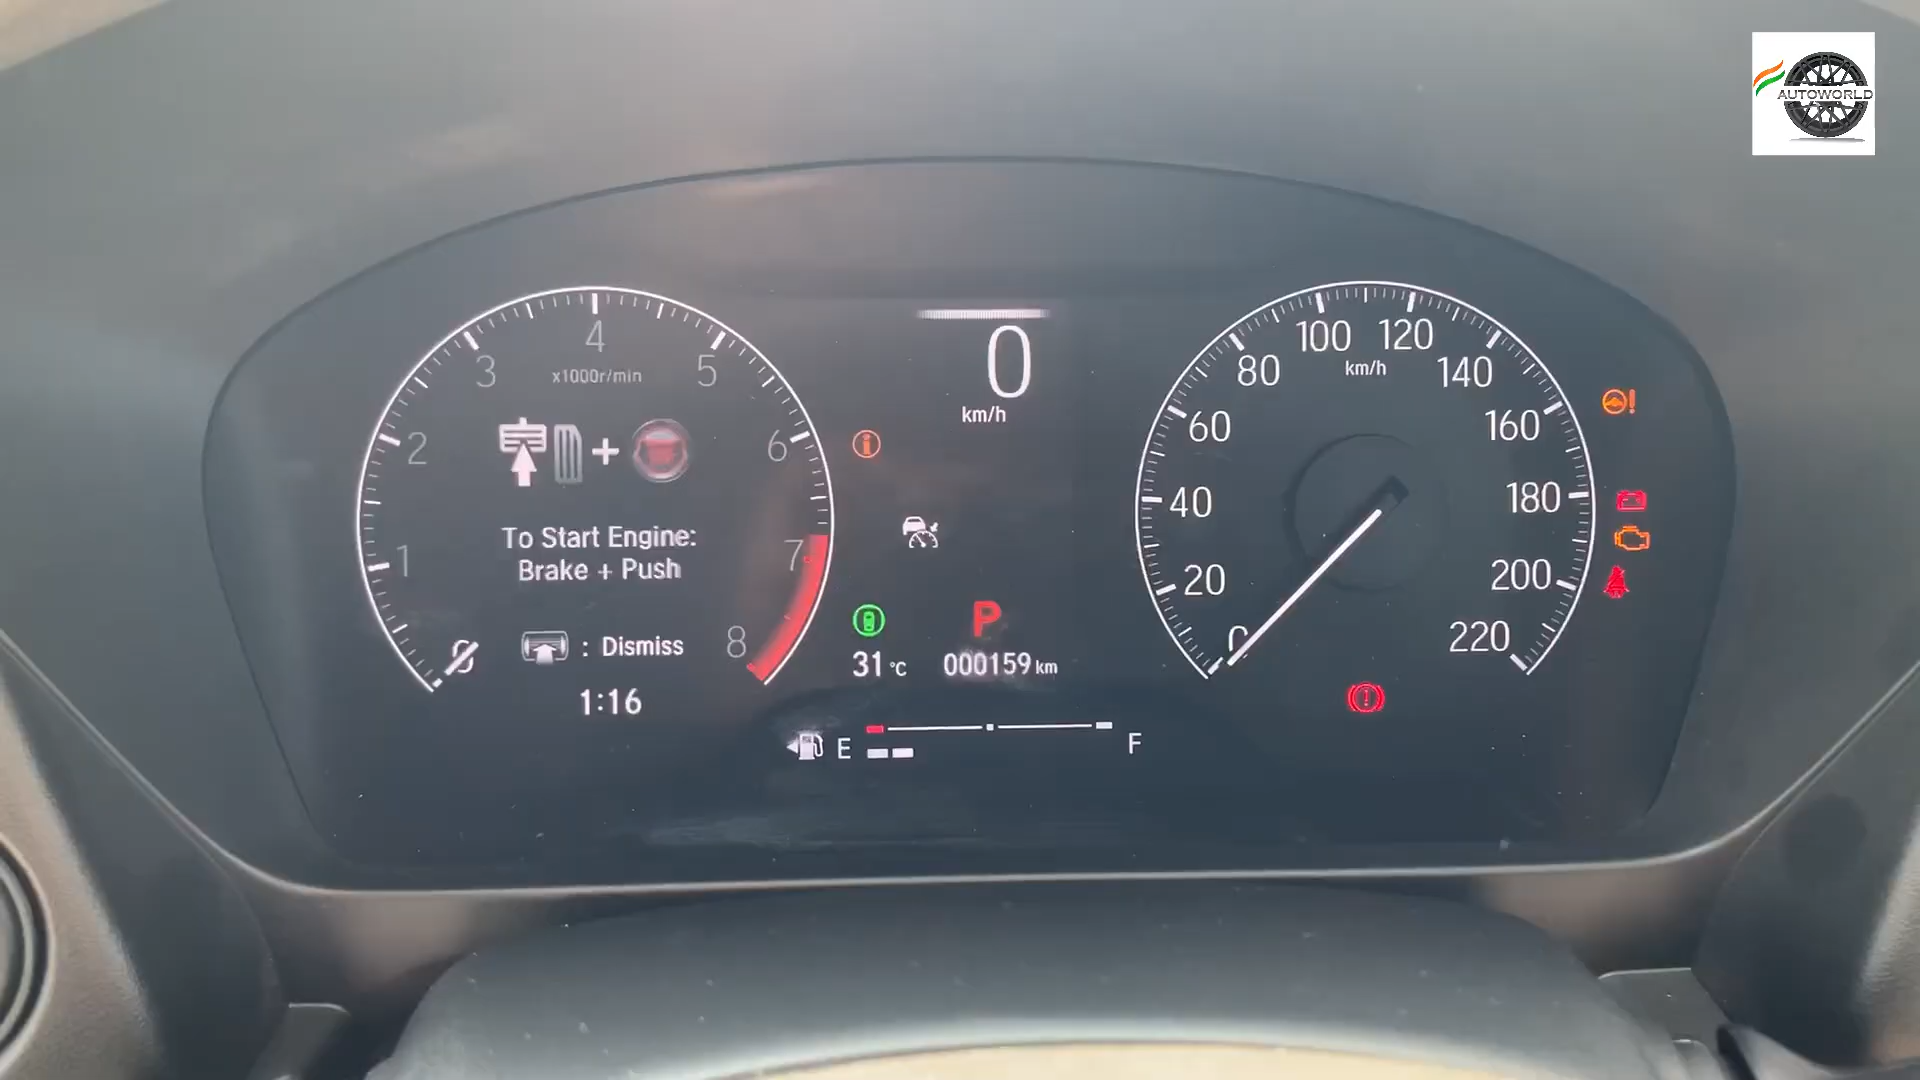 AUTOWORLD
1
2
3
4
5
6
7
8
x1000r/min
To Start Engine:
Brake + Push
: Dismiss
1:16
0
km/h
P
31 °C
000159 km
E
F
0
20
40
60
80
100
120
140
160
180
200
220
km/h